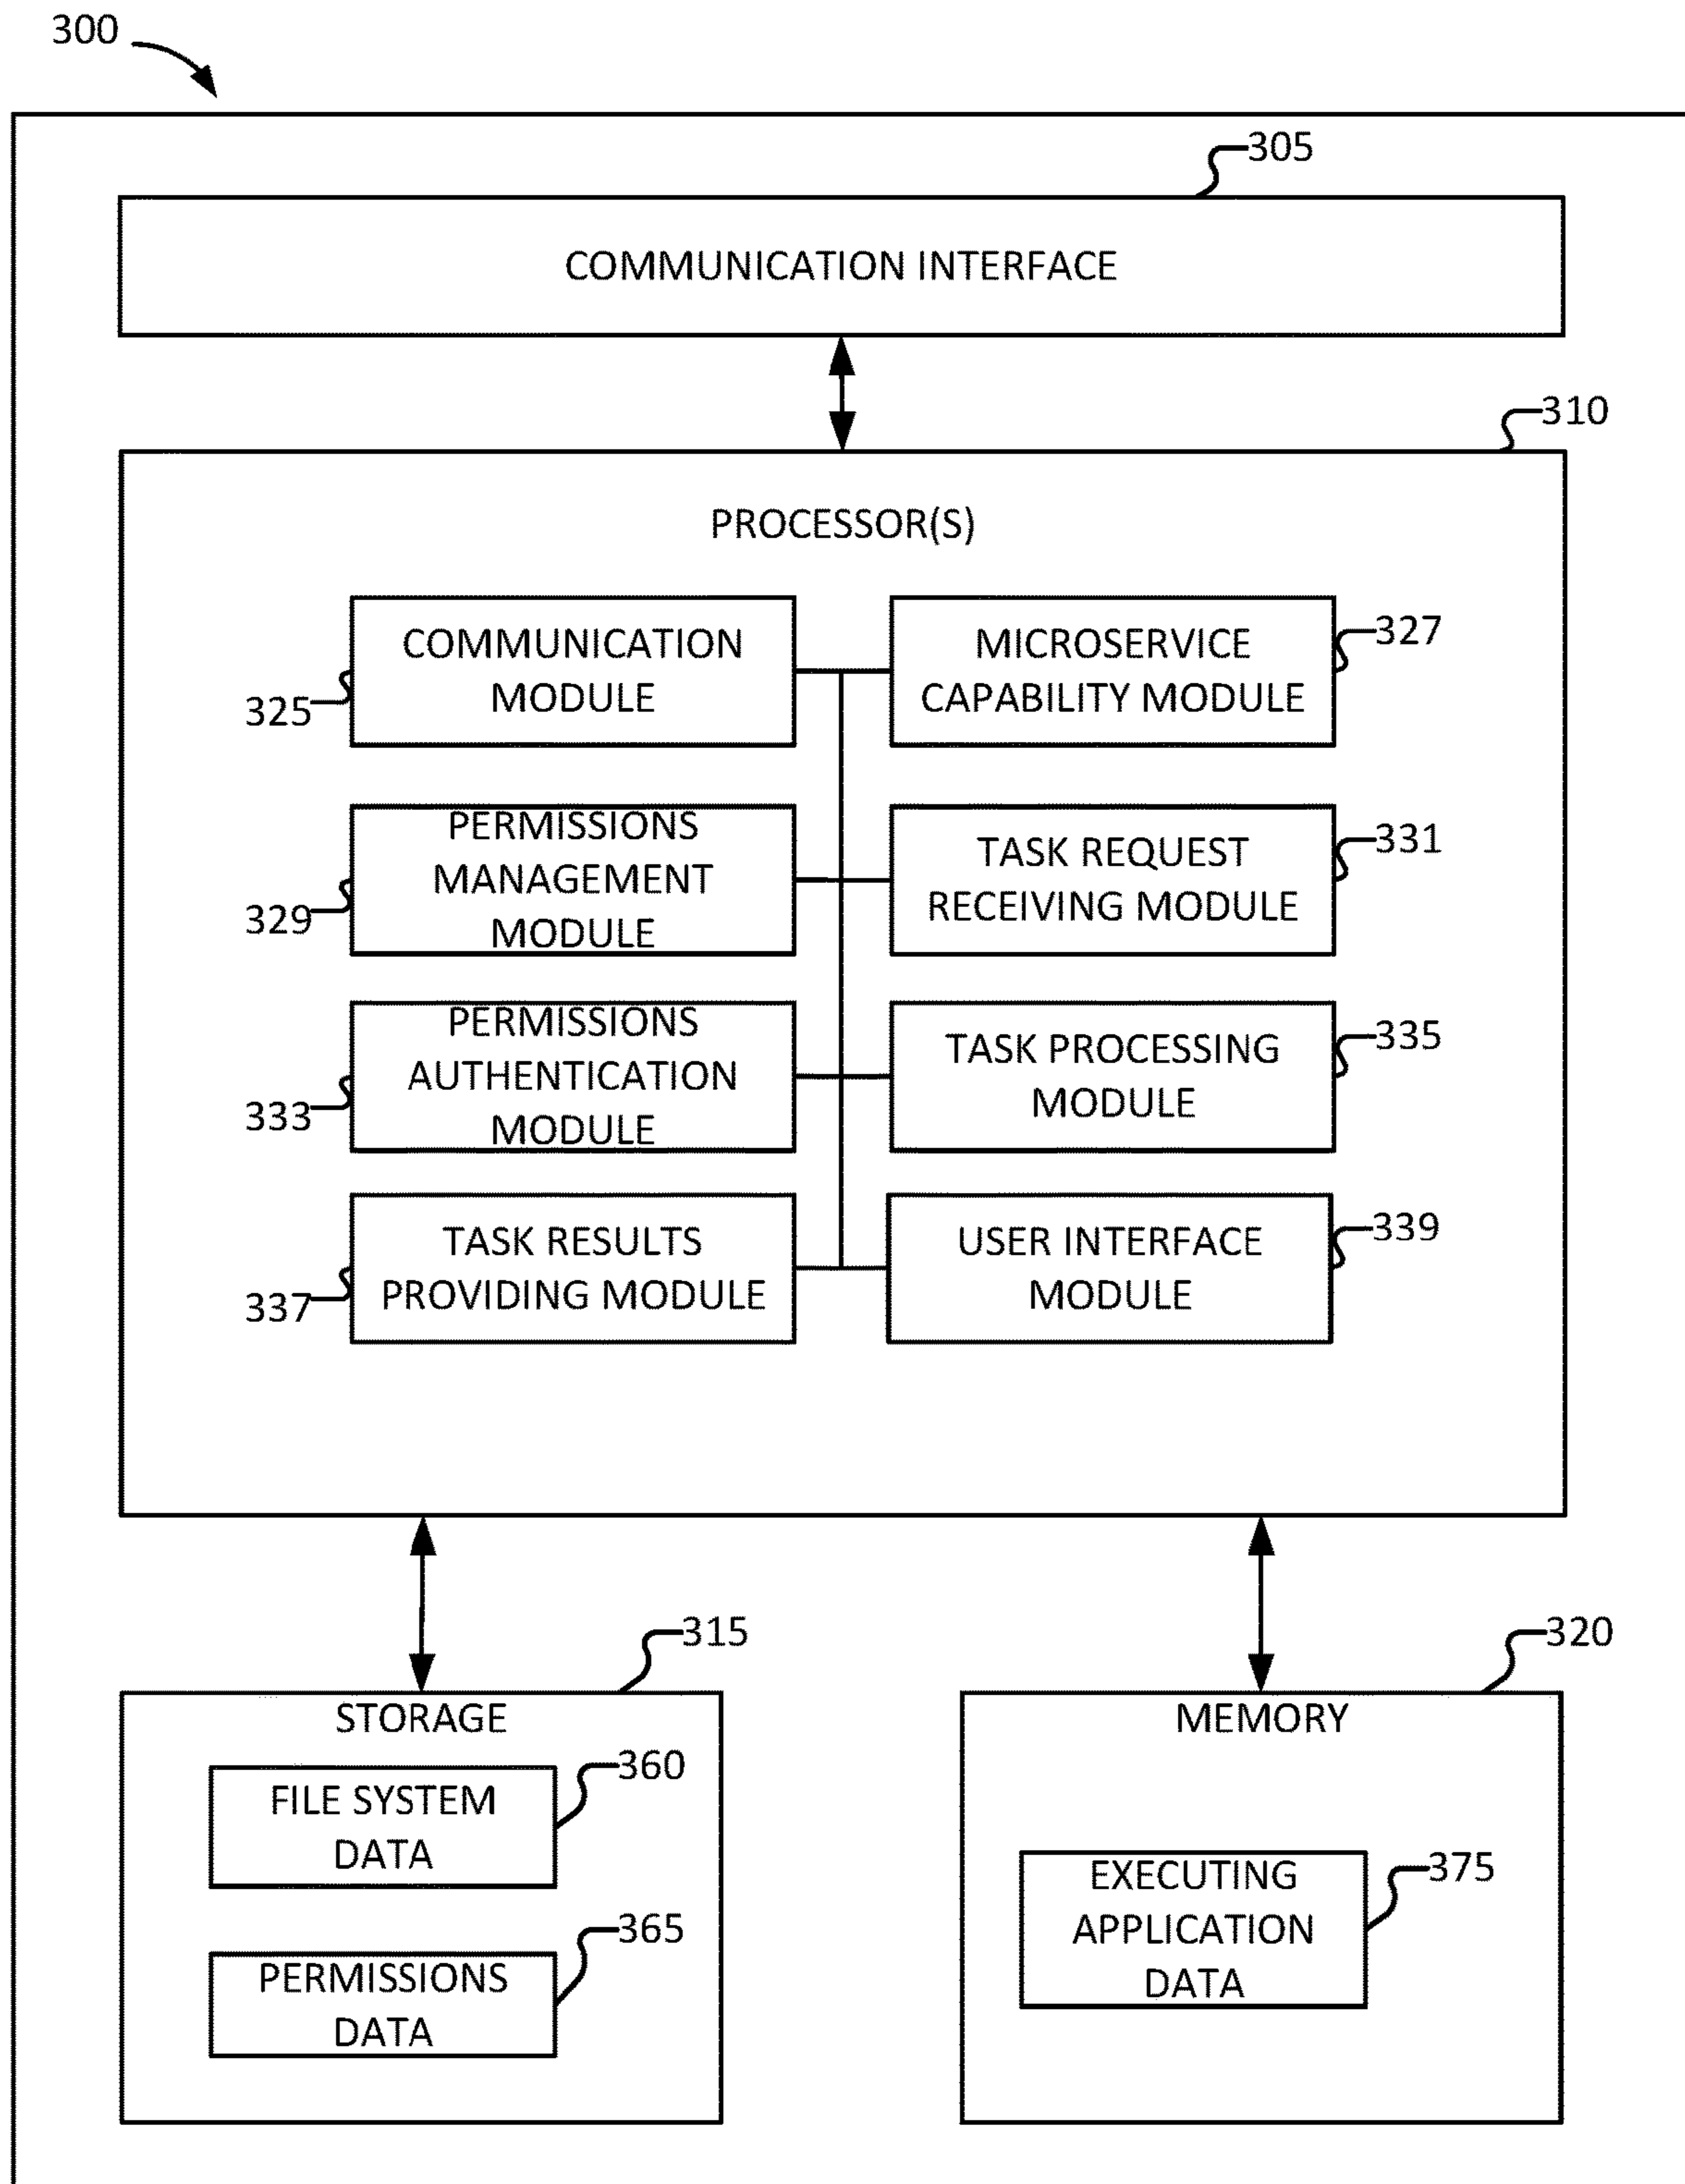 300
305
COMMUNICATION INTERFACE
310
PROCESSOR(S)
COMMUNICATION
MODULE
325
MICROSERVICE
CAPABILITY MODULE
327
PERMISSIONS
MANAGEMENT
MODULE
329
TASK REQUEST
RECEIVING MODULE
331
PERMISSIONS
AUTHENTICATION
MODULE
333
TASK PROCESSING
MODULE
335
TASK RESULTS
PROVIDING MODULE
337
USER INTERFACE
MODULE
339
315
STORAGE
FILE SYSTEM
DATA
360
PERMISSIONS
DATA
365
320
MEMORY
EXECUTING
APPLICATION
DATA
375